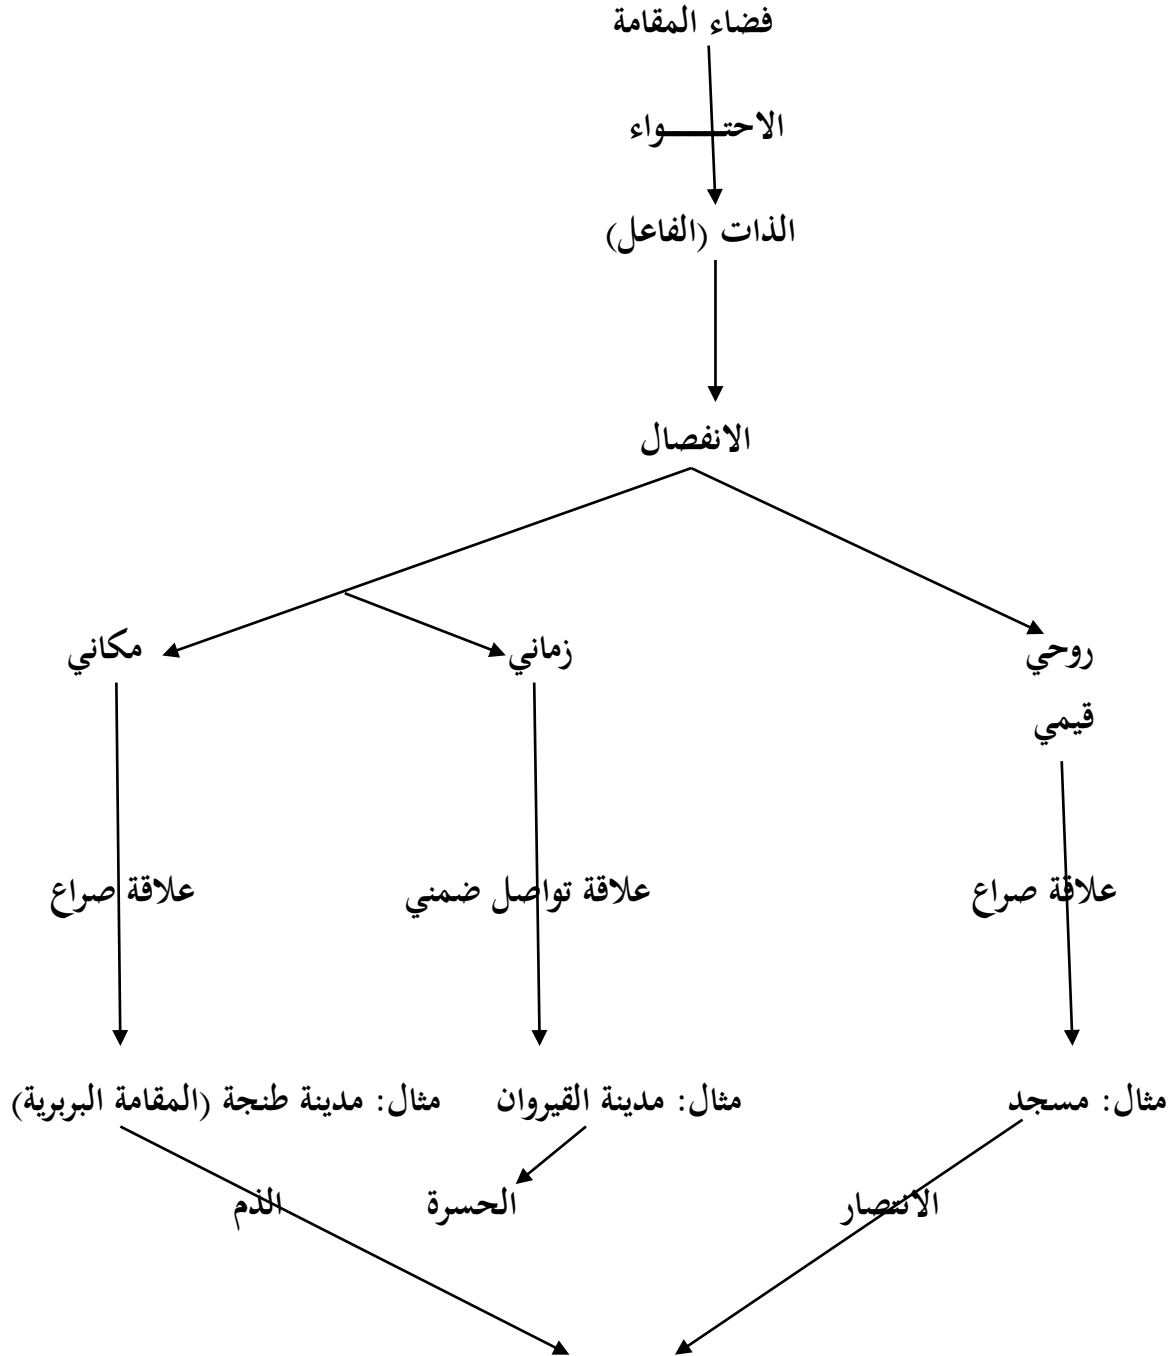 فضاء المقامة
الاحتـــــــواء
الذات (الفاعل)
الانفصال
روحي زماني مكاني
قيمي
علاقة صراع علاقة تواصل ضمني علاقة صراع
مثال: مسجد مثال: مدينة القيروان مثال: مدينة طنجة (المقامة البربرية)
الانتصار الحسرة الذم